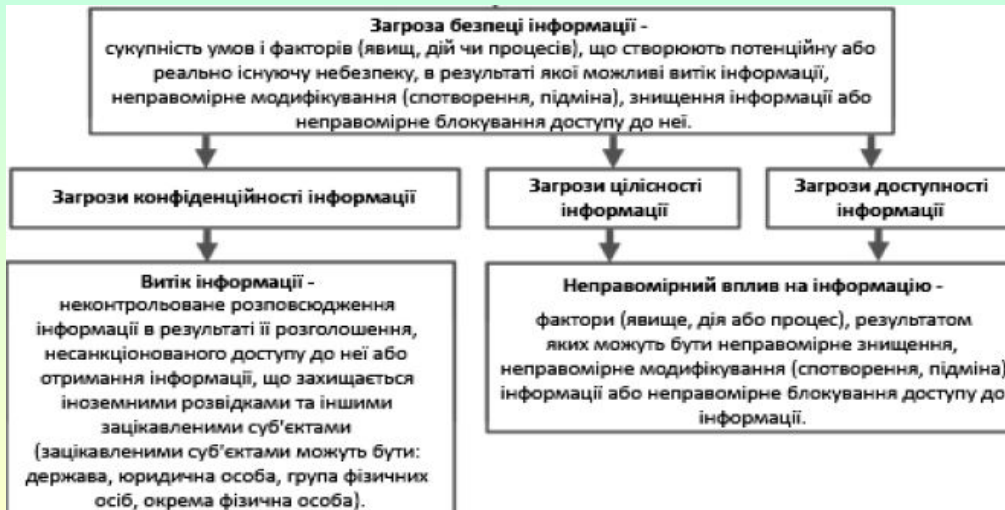 Загроза безпеці інформації -
сукупність умов і факторів (явищ, дій чи процесів), що створюють потенційну або
реально існуючу небезпеку, в результаті якої можливі витік інформації,
неправомірне модифікування (спотворення, підміна), знищення інформації або
неправомірне блокування доступу до неї.
Загрози конфіденційності інформації
Загрози цілісності
інформації
Загрози доступності
інформації
Витік інформації -
неконтрольоване розповсюдження
інформації в результаті її розголошення,
несанкціонованого доступу до неї або
отримання інформації, що захищається
іноземними розвідками та іншими
зацікавленими суб'єктами
(зацікавленими суб'єктами можуть бути:
держава, юридична особа, група фізичних
осіб, окрема фізична особа).
Неправомірний вплив на інформацію -
фактори (явище, дія або процес), результатом
яких можуть бути неправомірне знищення,
неправомірне модифікування (спотворення, підміна)
інформації або неправомірне блокування доступу до
інформації.